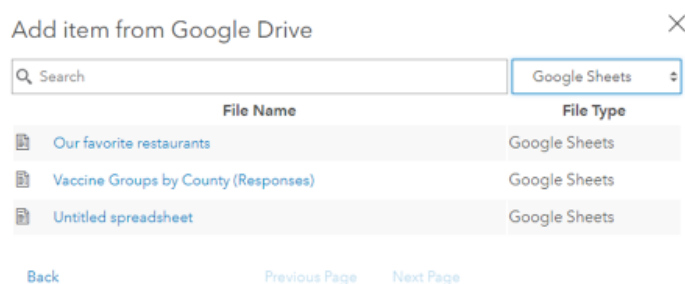 Add item from Google Drive
Search Google Sheets
File Name File Type
Our favorite restaurants Google Sheets
Vaccine Groups by County (Responses) Google Sheets
Untitled spreadsheet Google Sheets
Back Previous Page Next Page